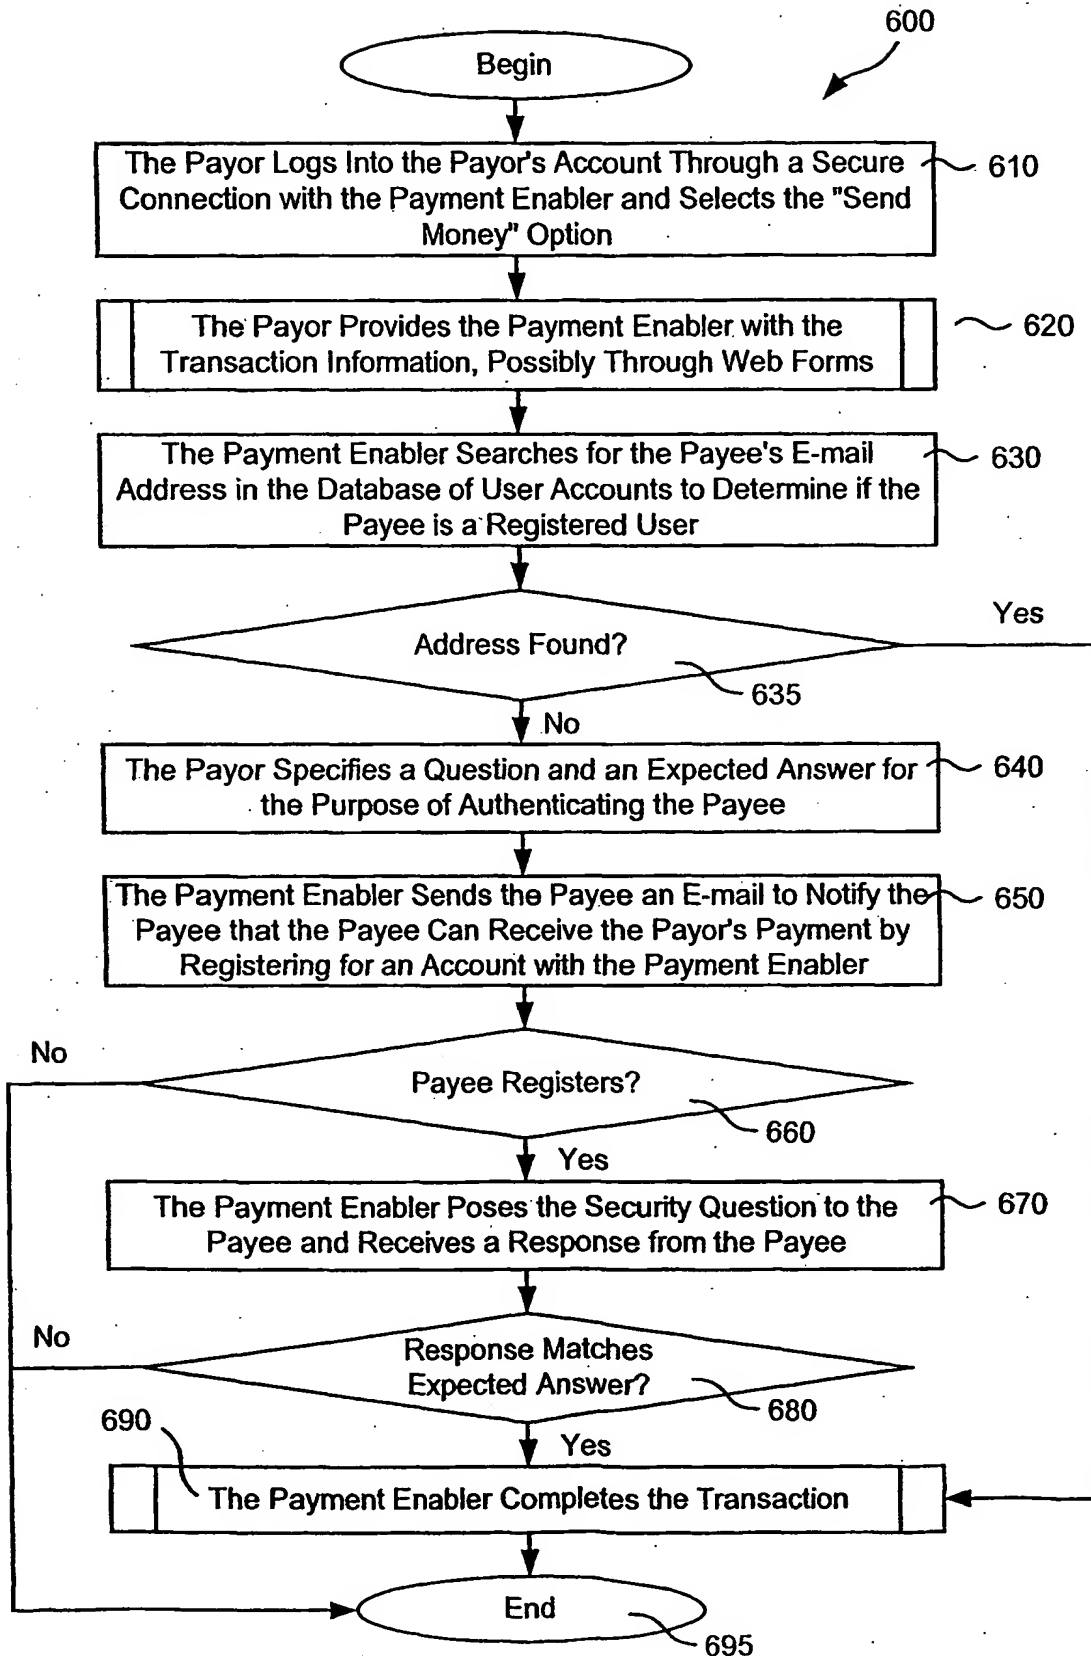 600
Begin
The Payor Logs Into the Payor's Account Through a Secure
Connection with the Payment Enabler and Selects the "Send
Money" Option
610
The Payor Provides the Payment Enabler with the
Transaction Information, Possibly Through Web Forms
620
The Payment Enabler Searches for the Payee's E-mail
Address in the Database of User Accounts to Determine if the
Payee is a Registered User
630
Address Found?
Yes
635
No
The Payor Specifies a Question and an Expected Answer for
the Purpose of Authenticating the Payee
640
The Payment Enabler Sends the Payee an E-mail to Notify the
Payee that the Payee Can Receive the Payor's Payment by
Registering for an Account with the Payment Enabler
650
No
Payee Registers?
660
Yes
The Payment Enabler Poses the Security Question to the
Payee and Receives a Response from the Payee
670
No
Response Matches
Expected Answer?
680
690
Yes
The Payment Enabler Completes the Transaction
End
695